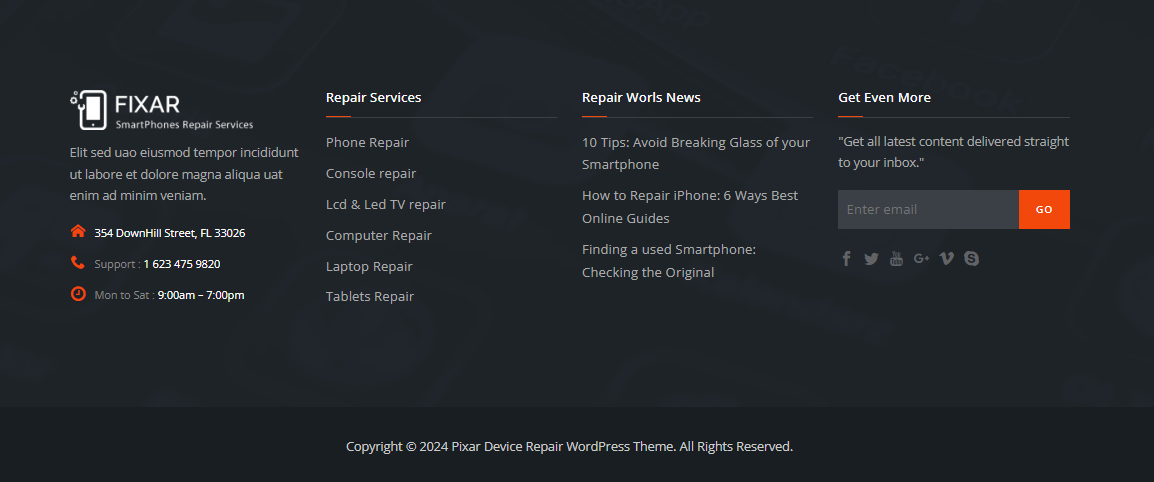 FIXAR
SmartPhones Repair Services
Elit sed uao eiusmod tempor incididunt
ut labore et dolore magna aliqua uat
enim ad minim veniam.
354 DownHill Street, FL 33026
Support : 1 623 475 9820
Mon to Sat : 9:00am – 7:00pm
Repair Services
Phone Repair
Console repair
Lcd & Led TV repair
Computer Repair
Laptop Repair
Tablets Repair
Repair Worls News
10 Tips: Avoid Breaking Glass of your
Smartphone
How to Repair iPhone: 6 Ways Best
Online Guides
Finding a used Smartphone:
Checking the Original
Get Even More
"Get all latest content delivered straight
to your inbox."
Enter email
GO
Facebook
Copyright © 2024 Pixar Device Repair WordPress Theme. All Rights Reserved.